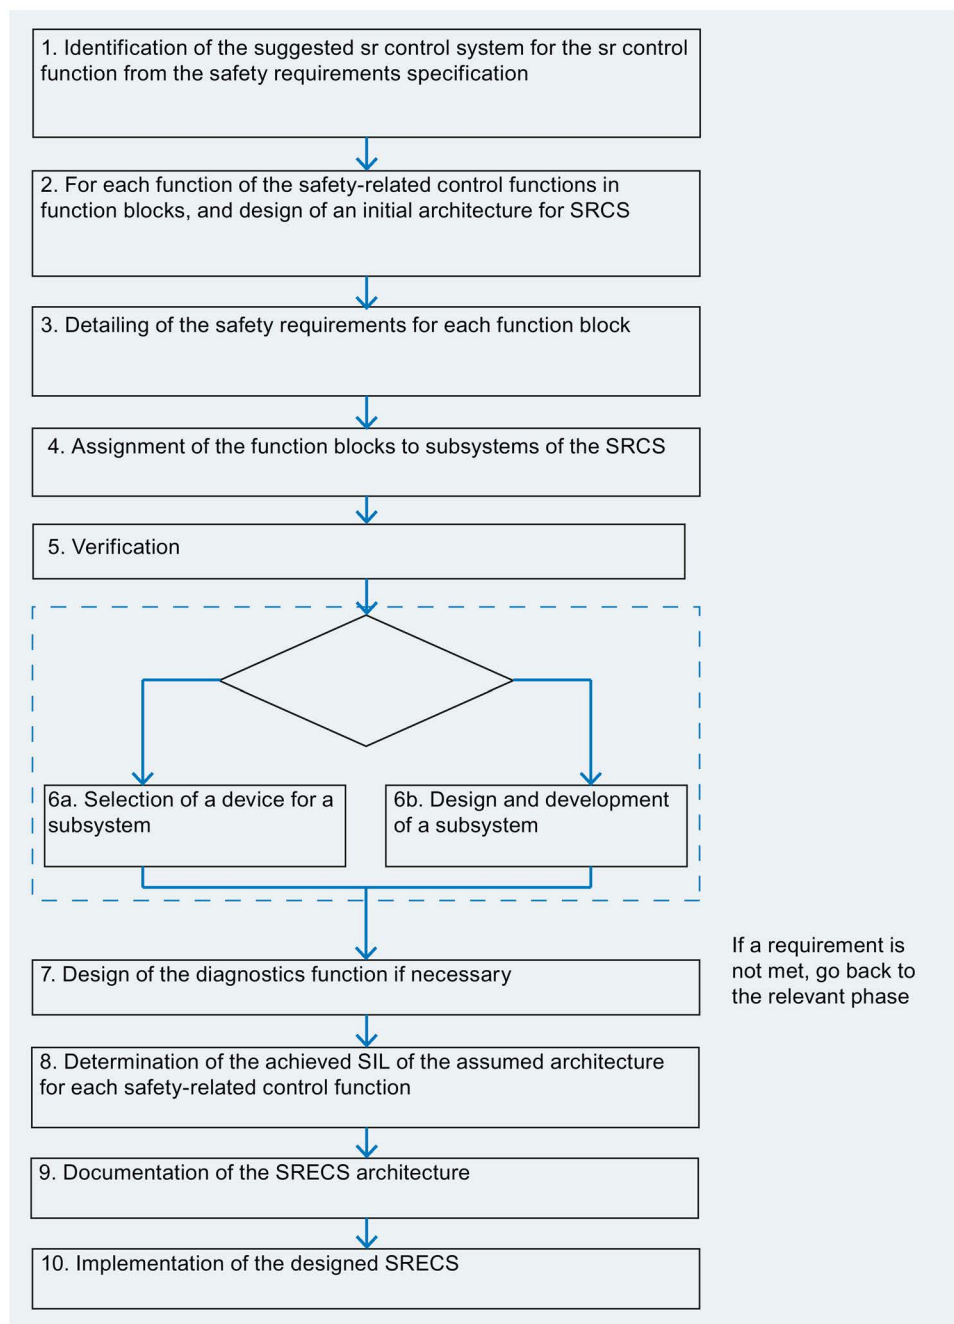 1. Identification of the suggested sr control system for the sr control
function from the safety requirements specification
2. For each function of the safety-related control functions in
function blocks, and design of an initial architecture for SRCS
3. Detailing of the safety requirements for each function block
4. Assignment of the function blocks to subsystems of the SRCS
5. Verification
6a. Selection of a device for a
subsystem
6b. Design and development
of a subsystem
If a requirement is
not met, go back to
the relevant phase
7. Design of the diagnostics function if necessary
8. Determination of the achieved SIL of the assumed architecture
for each safety-related control function
9. Documentation of the SRECS architecture
10. Implementation of the designed SRECS